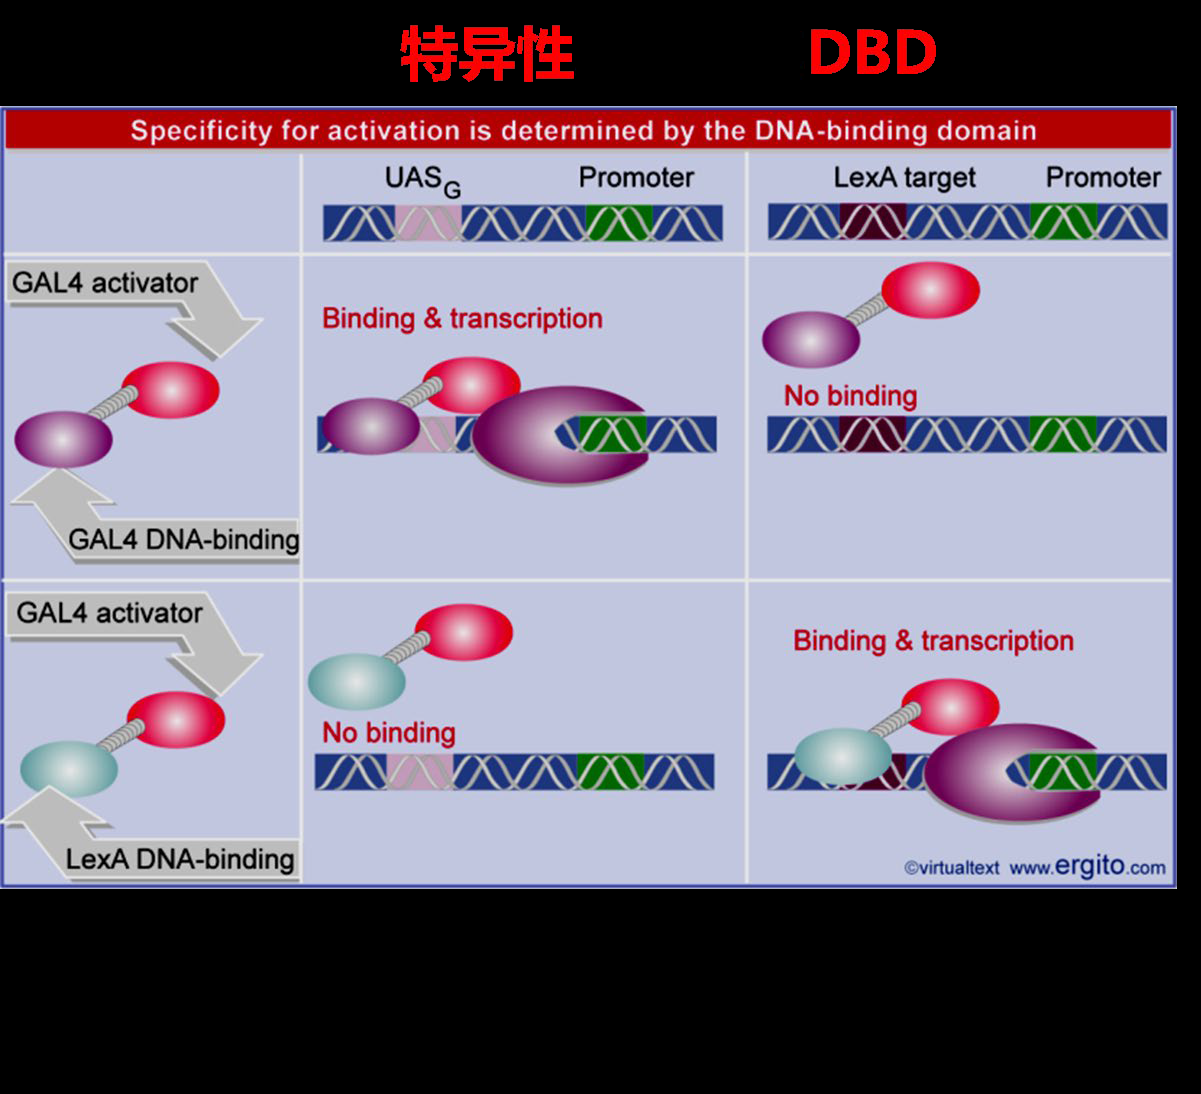 特异性 DBD
Specificity for activation is determined by the DNA-binding domain
UASG Promoter LexA target Promoter
GAL4 activator
Binding & transcription
No binding
GAL4 DNA-binding
GAL4 activator
Binding & transcription
No binding
LexA DNA-binding
©virtualtext www.ergito.com